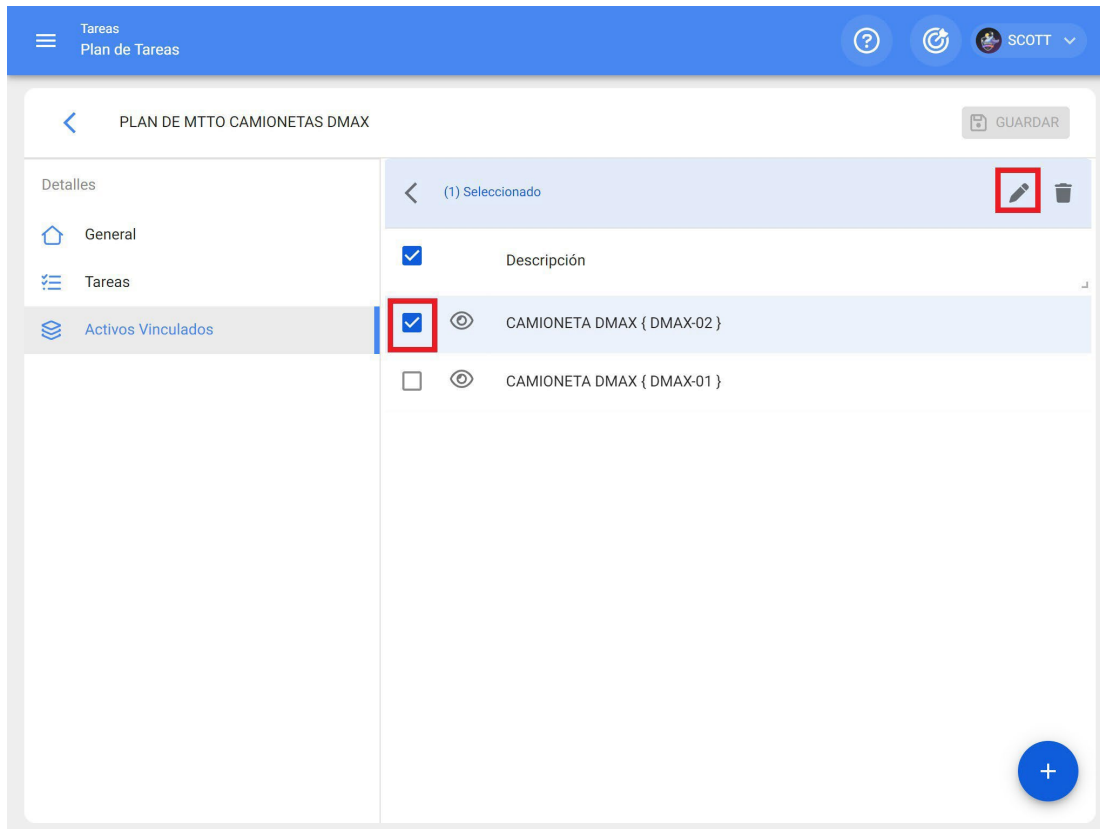 Tareas
Plan de Tareas
SCOTT
PLAN DE MTTO CAMIONETAS DMAX
GUARDAR
Detalles
General
Tareas
Activos Vinculados
(1) Seleccionado
Descripción
CAMIONETA DMAX { DMAX-02 }
CAMIONETA DMAX { DMAX-01 }